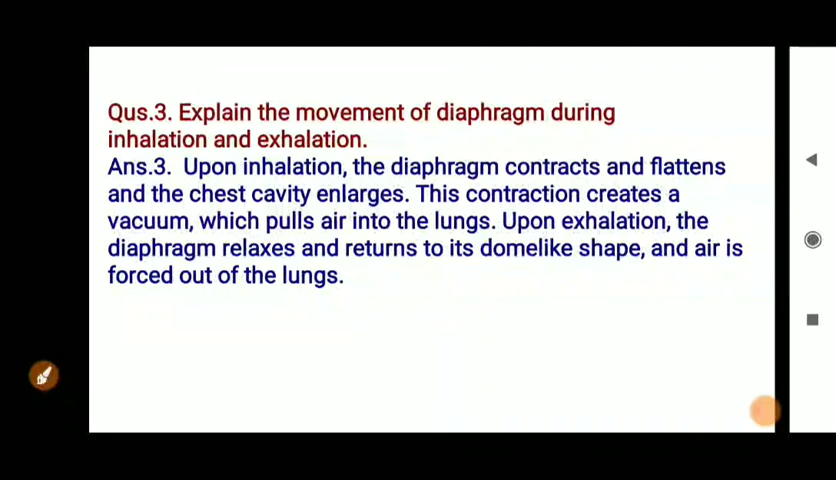 Qus.3. Explain the movement of diaphragm during
inhalation and exhalation.
Ans.3. Upon inhalation, the diaphragm contracts and flattens
and the chest cavity enlarges. This contraction creates a
vacuum, which pulls air into the lungs. Upon exhalation, the
diaphragm relaxes and returns to its domelike shape, and air is
forced out of the lungs.